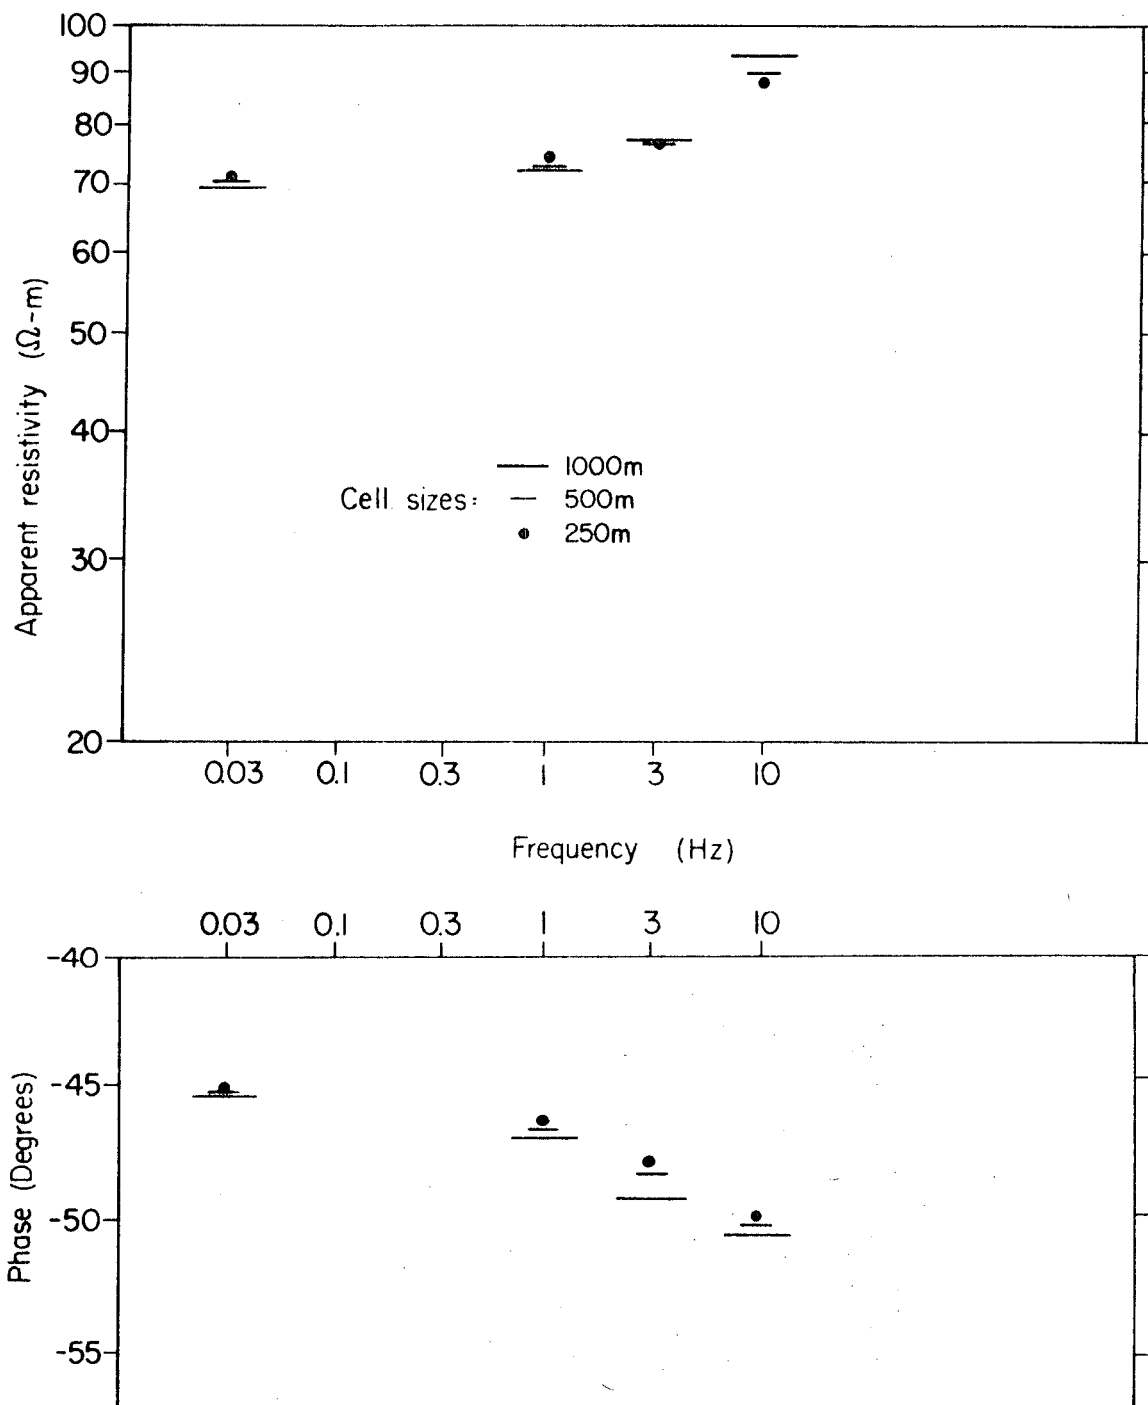 100
90
80
70
60
50
40
30
20
Apparent resistivity (Ω-m)
1000m
Cell sizes: 500m
250m
0.03 0.1 0.3 1 3 10
Frequency (Hz)
0.03 0.1 0.3 1 3 10
-40
-45
-50
-55
Phase (Degrees)